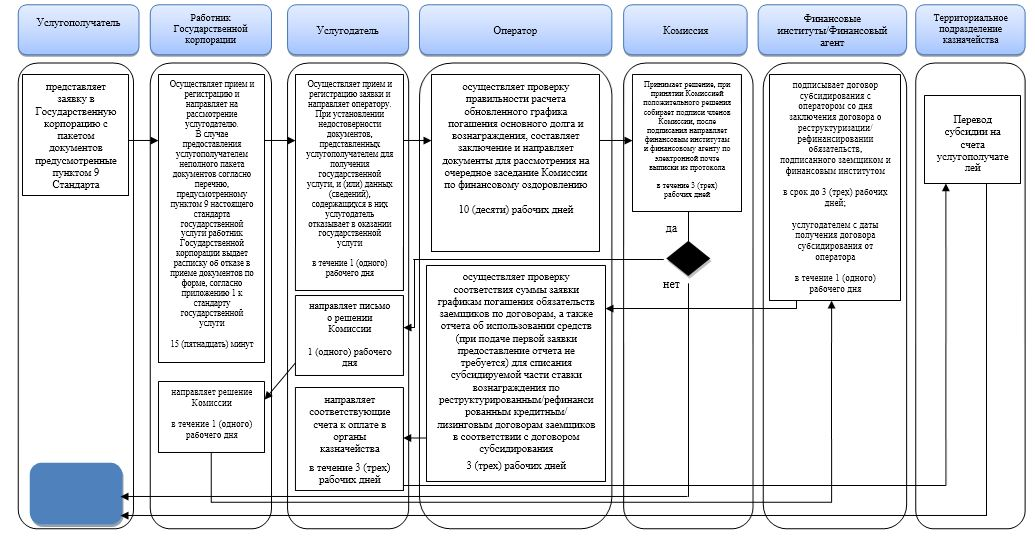 Услугополучатель
Работник
Государственной
корпорации
Услугодатель
Оператор
Комиссия
Финансовые
институты/Финансовый
агент
Территориальное
подразделение
казначейства
представляет
заявку в
Государственную
корпорацию с
пакетом
документов
предусмотренные
пунктом 9
Стандарта
Осуществляет прием и
регистрацию и
направляет на
рассмотрение
услугодателю.
В случае
предоставления
услугополучателем
неполного пакета
документов согласно
перечню,
предусмотренному
пунктом 9 настоящего
стандарта
государственной
услуги работник
Государственной
корпорации выдает
расписку об отказе в
приеме документов по
форме, согласно
приложению 1 к
стандарту
государственной
услуги
15 (пятнадцать) минут
направляет решение
Комиссии
в течение 1 (одного)
рабочего дня
Осуществляет прием и
регистрацию заявки и
направляет оператору.
При установлении
недостоверности
документов,
представленных
услугополучателем для
получения
государственной
услуги, и (или) данных
(сведений),
содержащихся в них
услугодатель
отказывает в оказании
государственной
услуги
в течение 1 (одного)
рабочего дня
направляет письмо
о решении
Комиссии
1 (одного) рабочего
дня
направляет
соответствующие
счета к оплате в
органы
казначейства
в течение 3 (трех)
рабочих дней
осуществляет проверку
правильности расчета
обновленного графика
погашения основного долга и
вознаграждения, составляет
заключение и направляет
документы для рассмотрения на
очередное заседание Комиссии
по финансовому оздоровлению
10 (десяти) рабочих дней
осуществляет проверку
соответствия суммы заявки
графикам погашения обязательств
заемщиков по договорам, а также
отчета об использовании средств
(при подаче первой заявки
предоставление отчета не
требуется) для списания
субсидируемой части ставки
вознаграждения по
реструктурированным/рефинанси
рованным кредитным/
лизинговым договорам заемщиков
в соответствии с договором
субсидирования
3 (трех) рабочих дней
Принимает решение, при
принятии Комиссией
положительного решения
собирает подписи членов
Комиссии, после
подписания направляет
финансовым институтам
и финансовому агенту по
электронной почте
выписки из протокола
в течение 3 (трех)
рабочих дней
да
нет
подписывает договор
субсидирования с
оператором со дня
заключения договора о
реструктуризации/
рефинансировании
обязательств,
подписанного заемщиком и
финансовым институтом
в срок до 3 (трех) рабочих
дней;
услугодателем с даты
получения договора
субсидирования от
оператора
в течение 1 (одного)
рабочего дня
Перевод
субсидии на
счета
услугополучате
лей